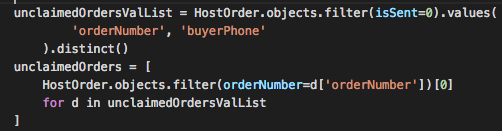 unclaimedOrdersValList = HostOrder.objects.filter(isSent=0).values(
'orderNumber', 'buyerPhone'
).distinct()
unclaimedOrders = [
HostOrder.objects.filter(orderNumber=d['orderNumber'])[0]
for d in unclaimedOrdersValList
]